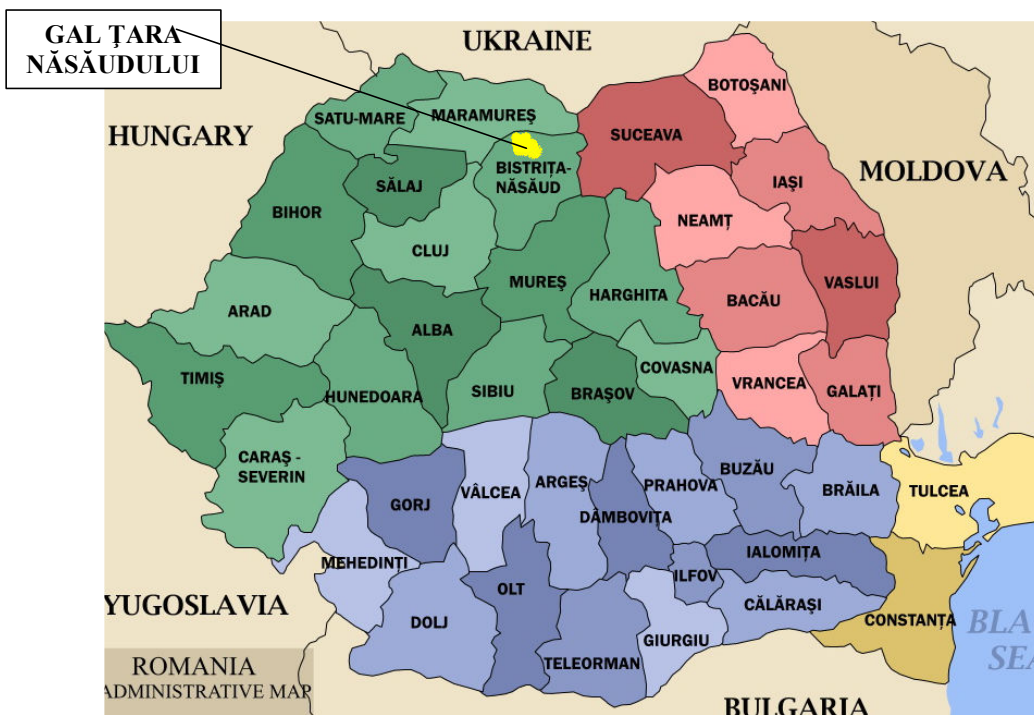 GAL ŢARA
NĂSĂUDULUI
UKRAINE
BOTOŞANI
SATU-MARE
MARAMUREŞ
HUNGARY
SUCEAVA
MOLDOVA
BISTRIŢA-
NĂSĂUD
SĂLAJ
IAŞI
BIHOR
NEAMŢ
CLUJ
MUREŞ
HARGHITA
VASLUI
BACĂU
ARAD
ALBA
COVASNA
TIMIŞ
VRANCEA
HUNEDOARA
SIBIU
BRAŞOV
GALAŢI
CARAŞ -
SEVERIN
BUZĂU
GORJ
VÂLCEA
ARGEŞ
PRAHOVA
BRĂILA
TULCEA
DÂMBOVIŢA
MEHEDINŢI
IALOMIŢA
ILFOV
OLT
YUGOSLAVIA
CĂLĂRAŞI
DOLJ
CONSTANŢA
BLA
GIURGIU
SEA
TELEORMAN
ROMANIA
ADMINISTRATIVE MAP
BULGARIA